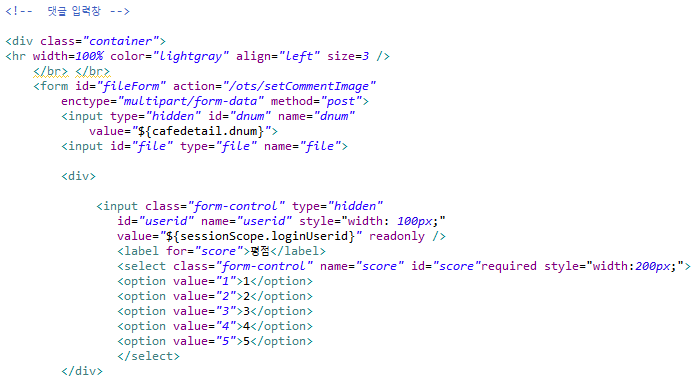 <!--  댓글 입력창 -->
<div class="container">
<hr width=100% color="lightgray" align="left" size=3 />
</br> </br>
<form id="fileForm" action="/ots/setCommentImage"
enctype="multipart/form-data" method="post">
<input type="hidden" id="dnum" name="dnum"
value="${cafedetail.dnum}">
<input id="file" type="file" name="file">
<div>
<input class="form-control" type="hidden"
id="userid" name="userid" style="width: 100px;"
value="${sessionScope.loginUserid}" readonly />
<label for="score">평점</label>
<select class="form-control" name="score" id="score"required style="width:200px;">
<option value="1">1</option>
<option value="2">2</option>
<option value="3">3</option>
<option value="4">4</option>
<option value="5">5</option>
</select>
</div>